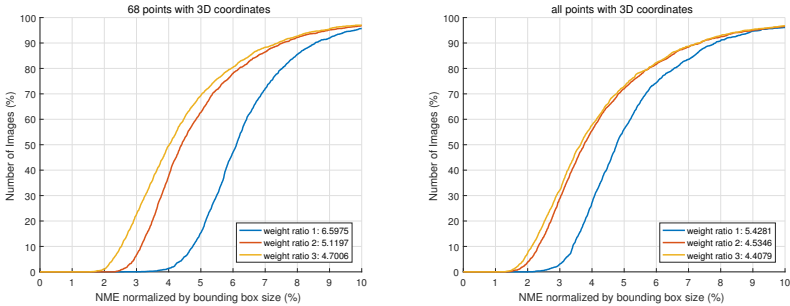 68 points with 3D coordinates
100
90
80
70
60
50
40
30
20
10
0
Number of Images (%)
weight ratio 1: 6.5975
weight ratio 2: 5.1197
weight ratio 3: 4.7006
0 1 2 3 4 5 6 7 8 9 10
NME normalized by bounding box size (%)
all points with 3D coordinates
100
90
80
70
60
50
40
30
20
10
0
Number of Images (%)
weight ratio 1: 5.4281
weight ratio 2: 4.5346
weight ratio 3: 4.4079
0 1 2 3 4 5 6 7 8 9 10
NME normalized by bounding box size (%)